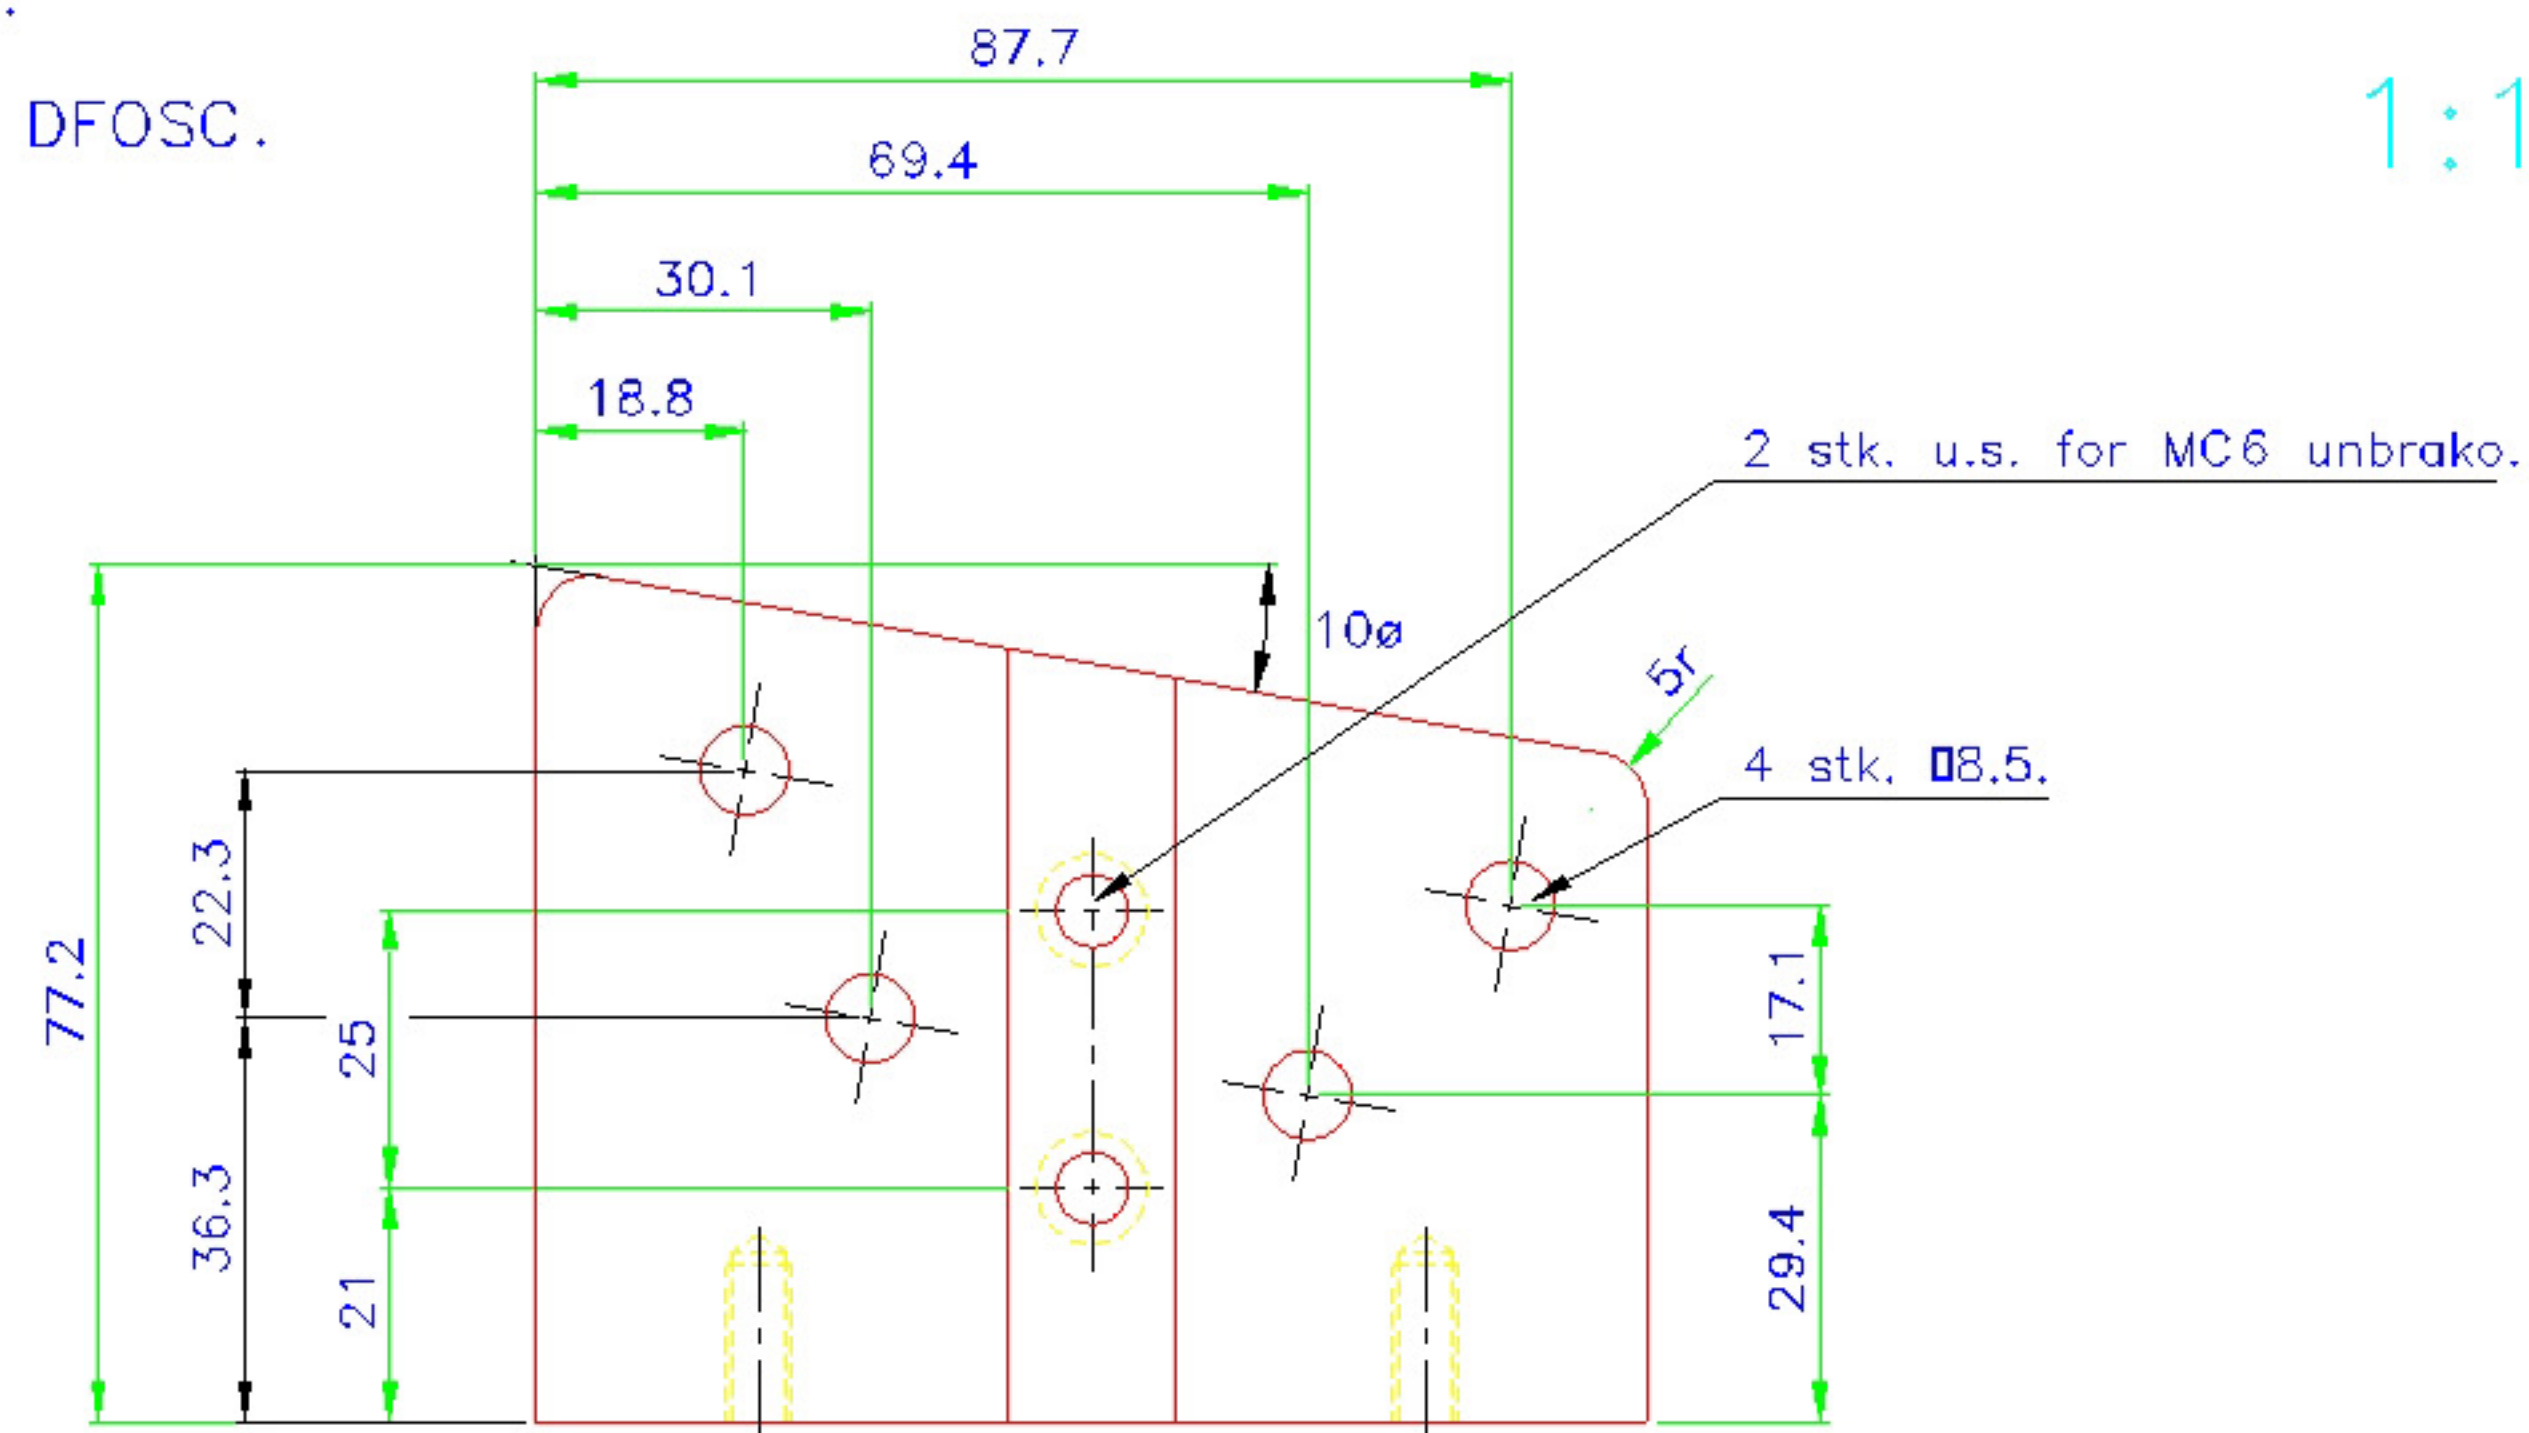 87.7
DFOSC.
1:1
69.4
30.1
18.8
2 stk. u.s. for MC6 unbrako.
10ø
5r
4 stk. 8.5.
22.3
77.2
17.1
25
36.3
29.4
21